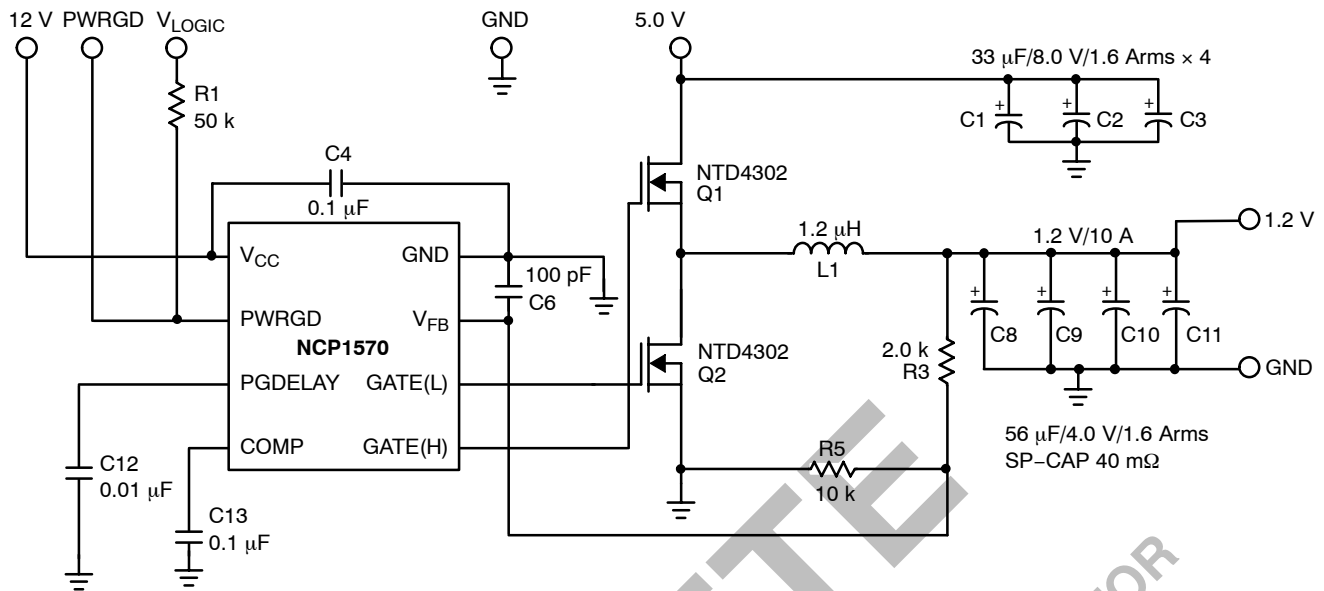 12 V PWRGD VLOGIC GND 5.0 V
33 μF/8.0 V/1.6 Arms × 4
R1
50 k
+ C1 + C2 + C3
C4
0.1 μF
NTD4302
Q1
1.2 μH
L1
1.2 V/10 A
1.2 V
VCC GND
100 pF
C6
+ C8 + C9 + C10 + C11
PWRGD VFB
NCP1570
NTD4302
Q2
2.0 k
R3
PGDELAY GATE(L)
GND
COMP GATE(H)
R5
10 k
56 μF/4.0 V/1.6 Arms
SP−CAP 40 mΩ
C12
0.01 μF
C13
0.1 μF